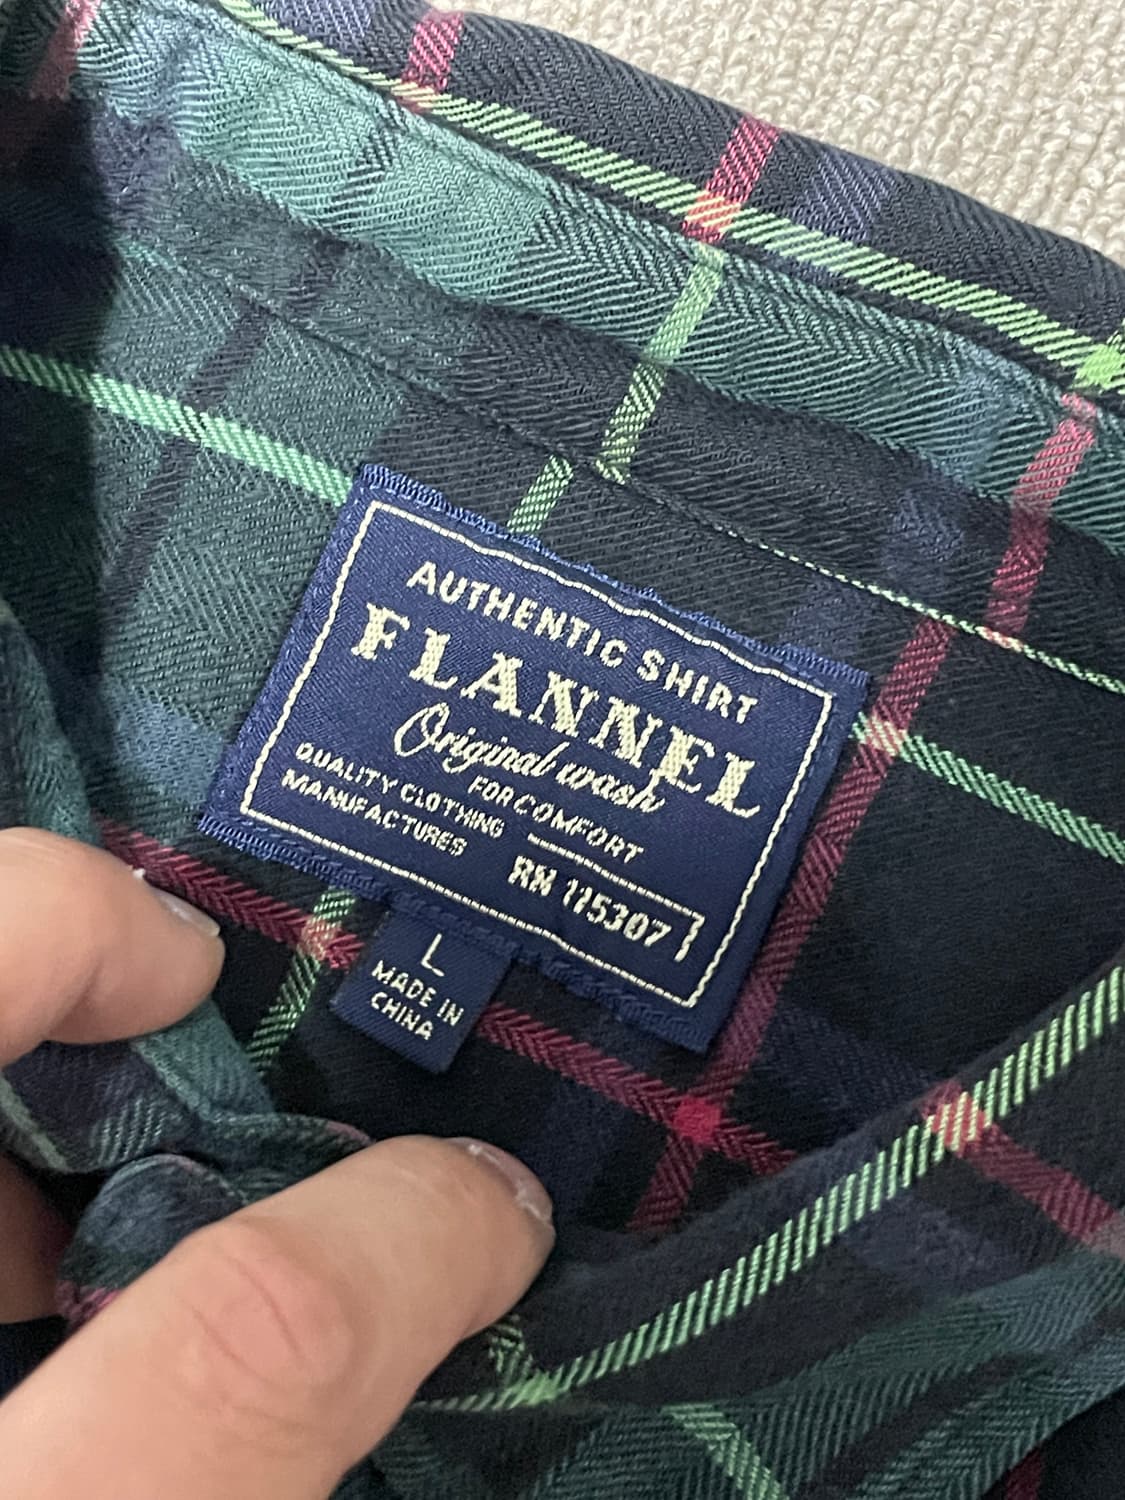 AUTHENTIC SHIRT
FLANNEL
Original wash
FOR COMFORT
QUALITY CLOTHING
MANUFACTURES
RN 115307
L
MADE IN
CHINA